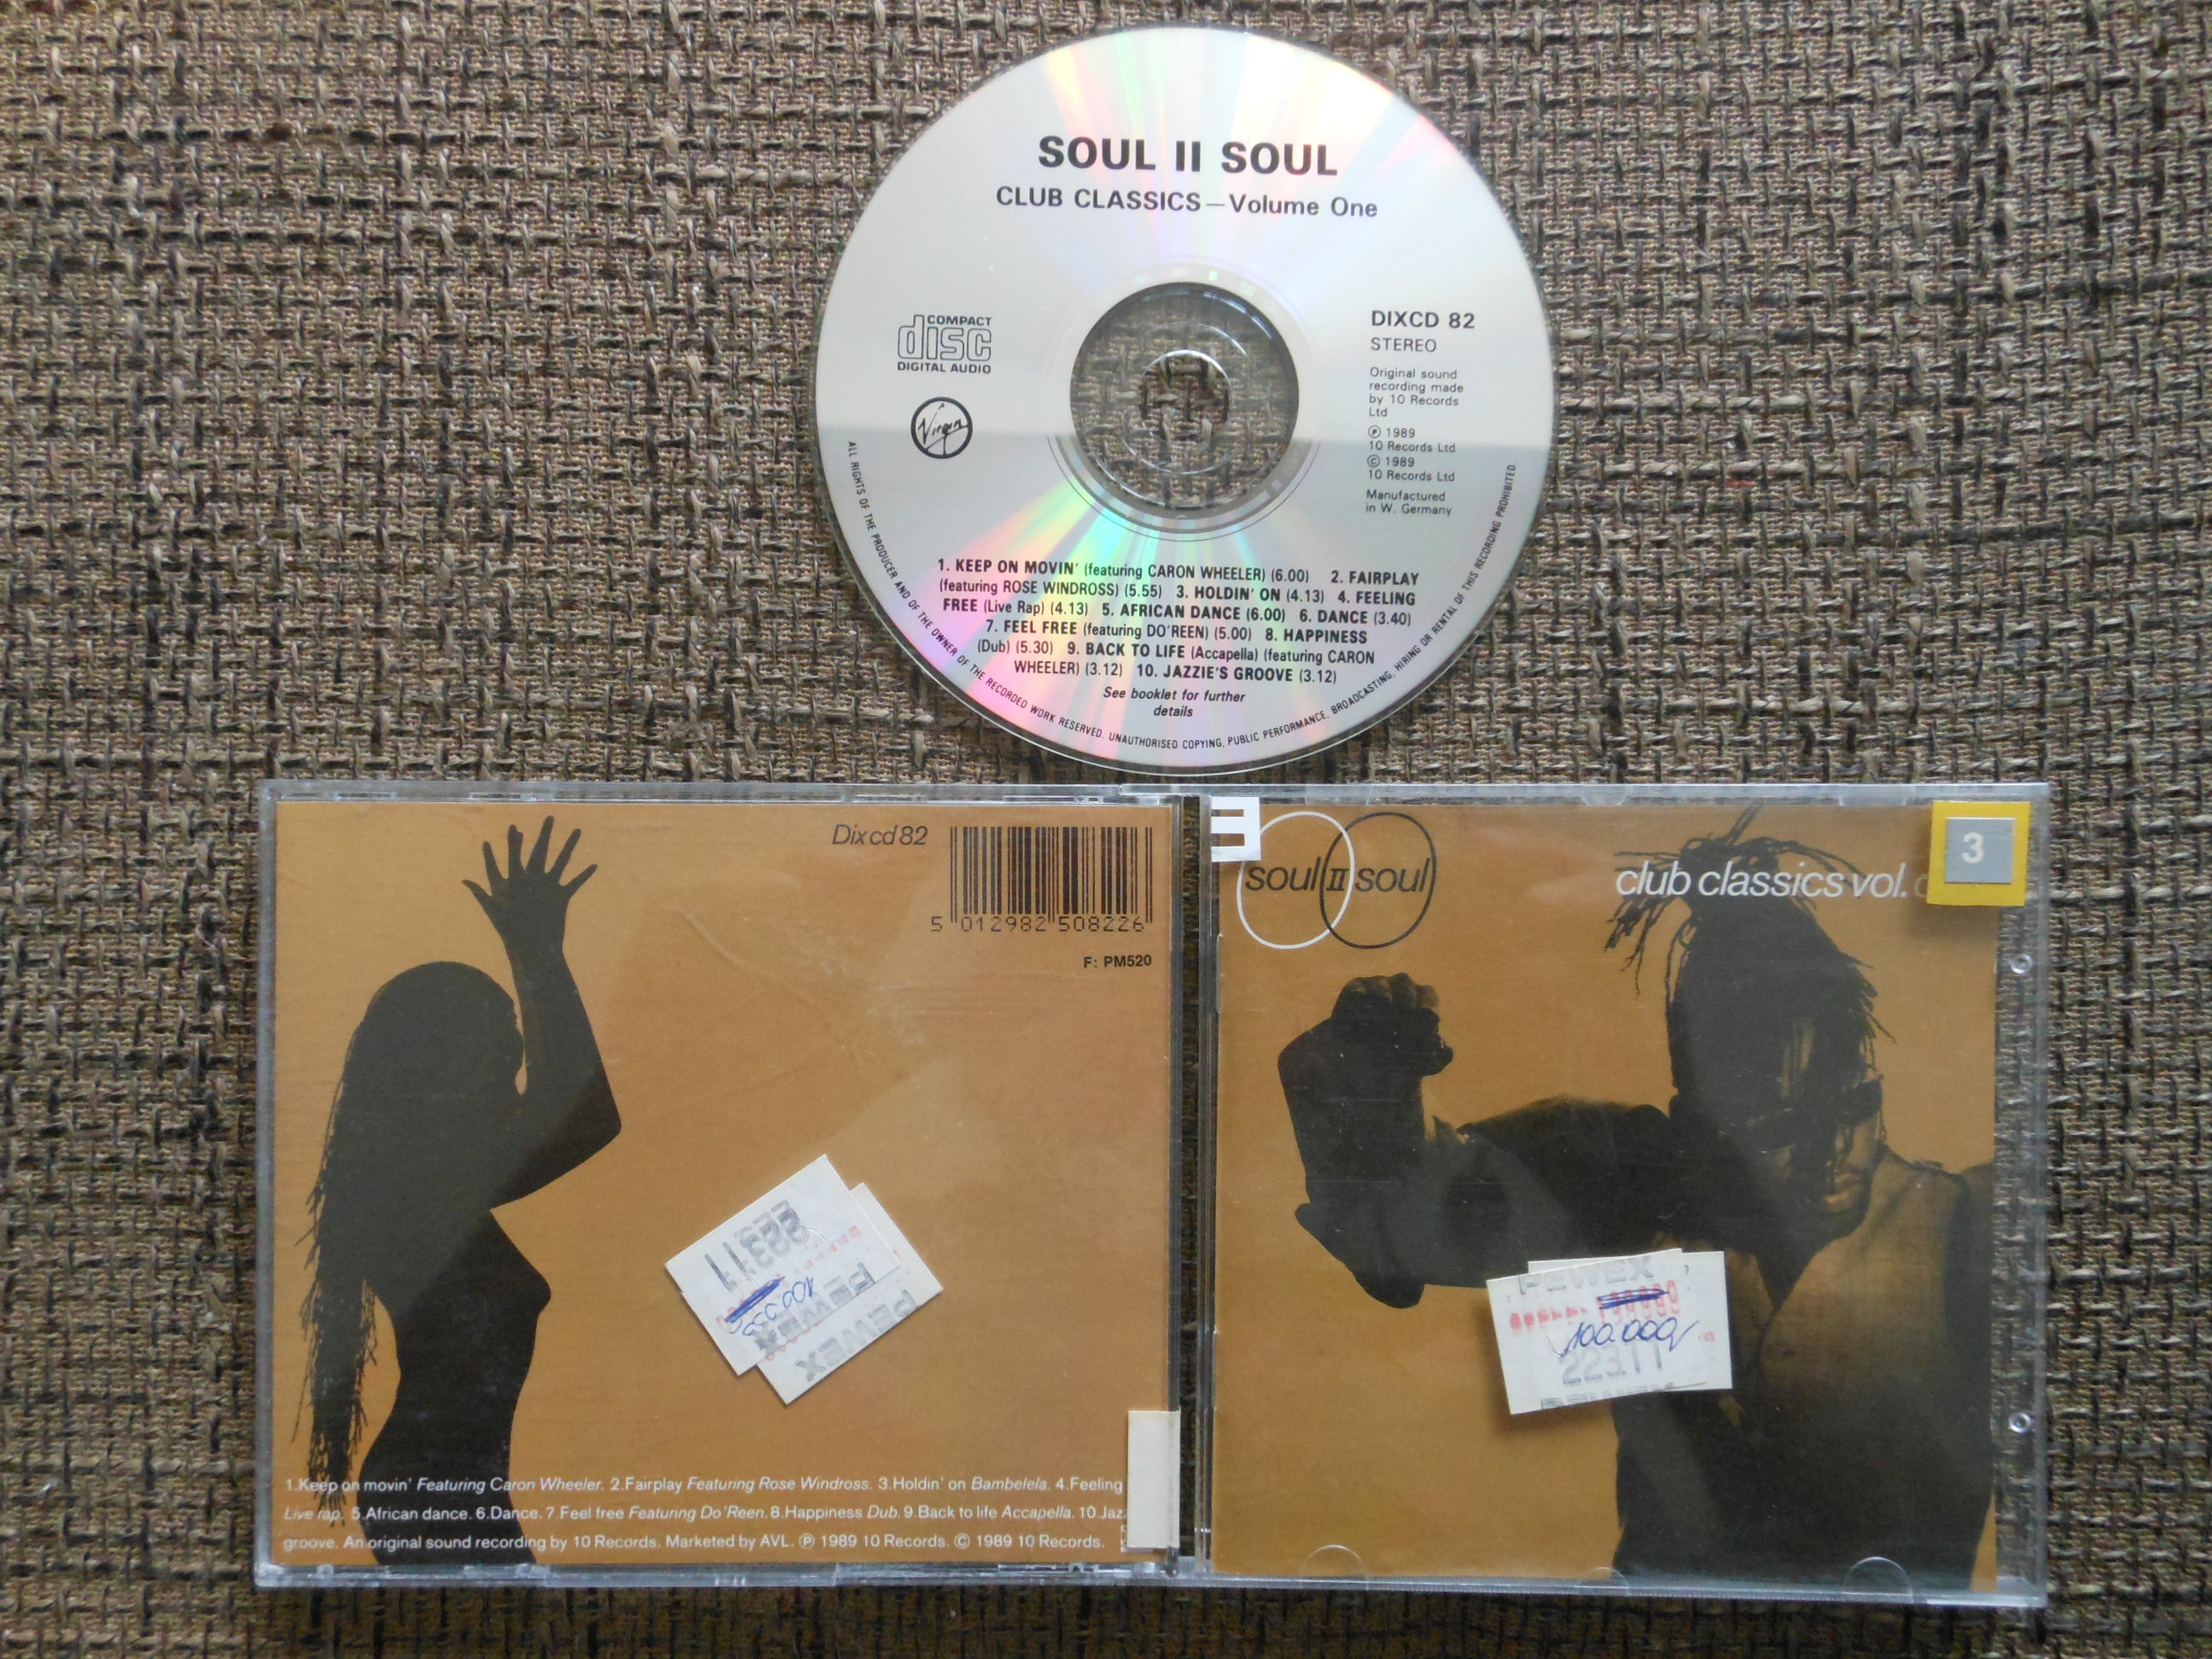 SOUL II SOUL
CLUB CLASSICS—Volume One
COMPACT
disc
DIGITAL AUDIO
Virgin
DIXCD 82
STEREO
Original sound
recording made
by 10 Records
Ltd
℗ 1989
10 Records Ltd
© 1989
10 Records Ltd
Manufactured
in W. Germany
1. KEEP ON MOVIN' (featuring CARON WHEELER) (6.00) 2. FAIRPLAY
(featuring ROSE WINDROSS) (5.55) 3. HOLDIN' ON (4.13) 4. FEELING
FREE (Live Rap) (4.13) 5. AFRICAN DANCE (6.00) 6. DANCE (3.40)
7. FEEL FREE (featuring DO'REEN) (5.00) 8. HAPPINESS
(Dub) (5.30) 9. BACK TO LIFE (Accapella) (featuring CARON
WHEELER) (3.12) 10. JAZZIE'S GROOVE (3.12)
See booklet for further
details
ALL RIGHTS OF THE PRODUCER AND OF THE OWNER OF THE RECORDED WORK RESERVED. UNAUTHORISED COPYING, PUBLIC PERFORMANCE, BROADCASTING, HIRING OR RENTAL OF THIS RECORDING PROHIBITED.
Dixcd82
5 012982 508226
F: PM520
22311
22311
100.000
PEWEX
PEWEX
1.Keep on movin' Featuring Caron Wheeler. 2.Fairplay Featuring Rose Windross. 3.Holdin' on Bambelela. 4.Feeling
Live rap. 5.African dance. 6.Dance. 7.Feel free Featuring Do'Reen. 8.Happiness Dub. 9.Back to life Accapella. 10.Jaz
groove. An original sound recording by 10 Records. Marketed by AVL. ℗ 1989 10 Records. © 1989 10 Records.
soul II soul
club classics vol.
3
PEWEX
100.000
22311
PEWEX